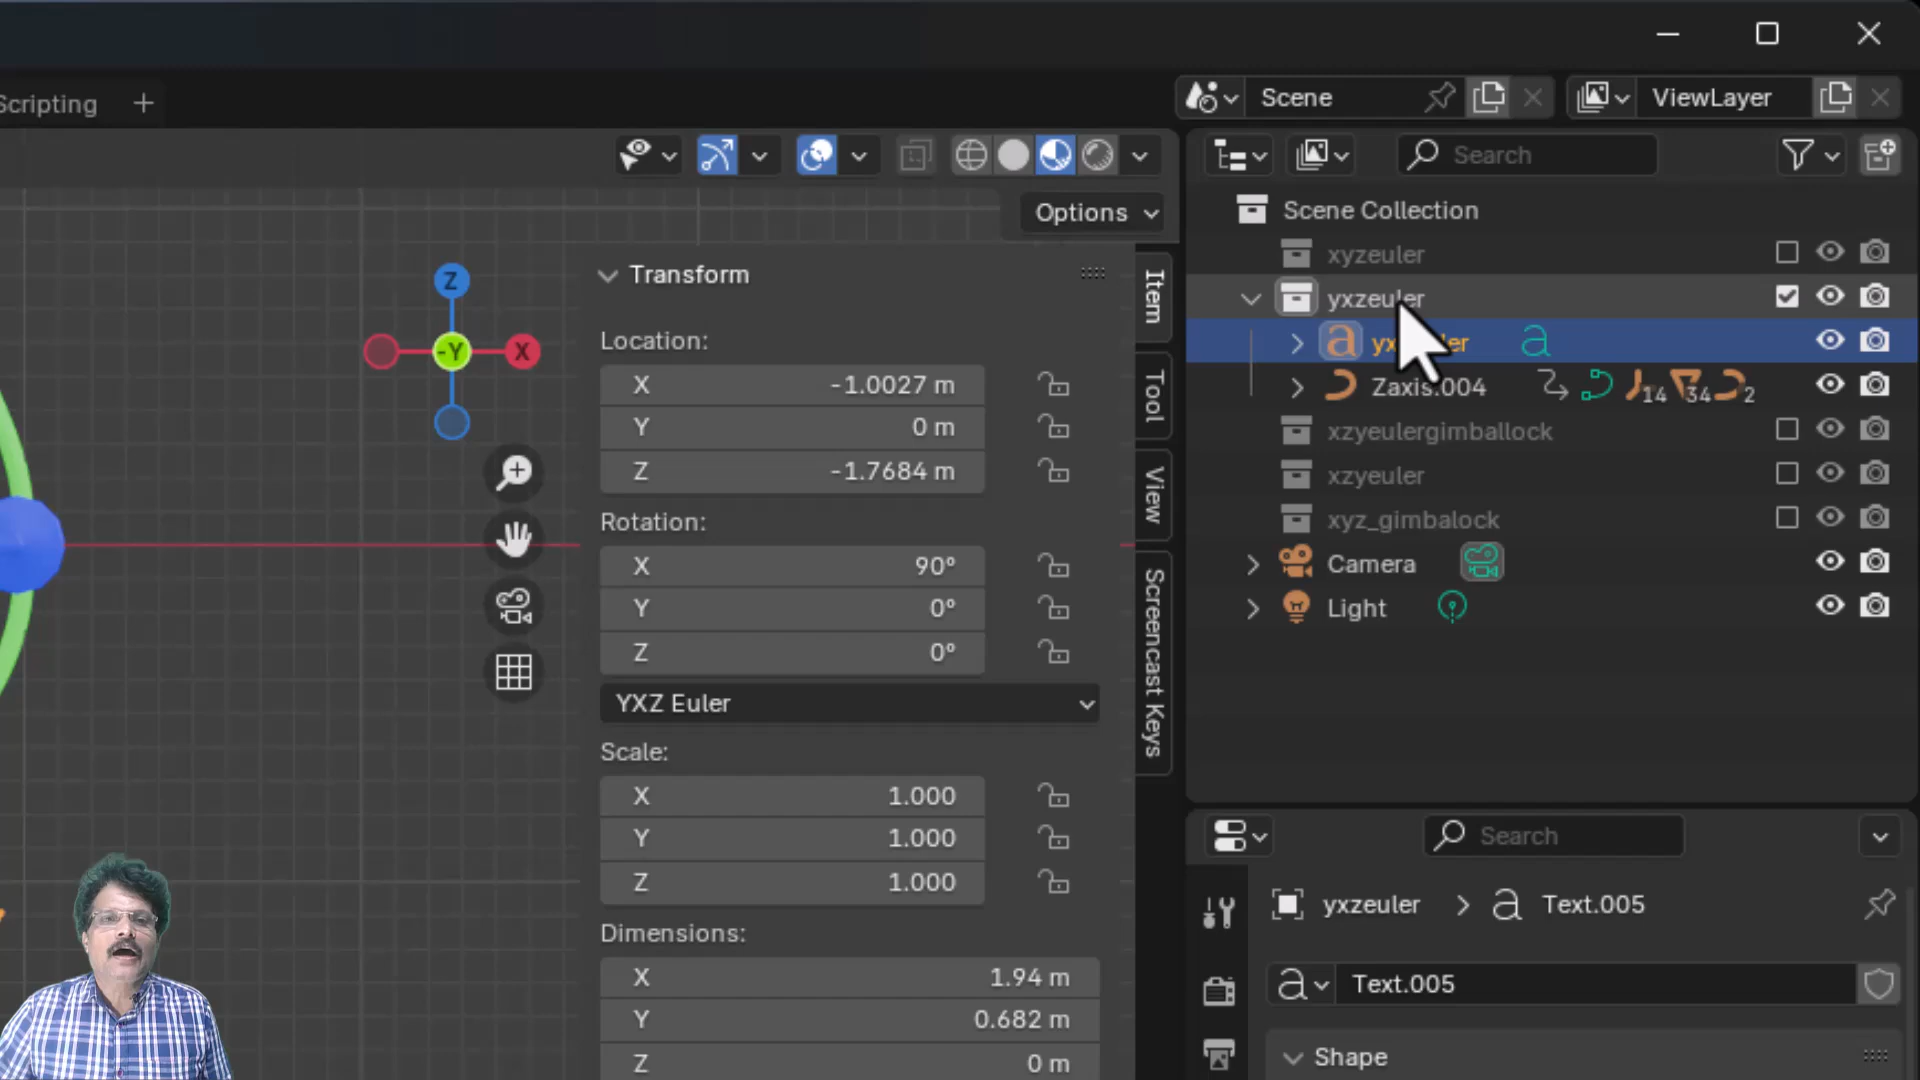 Scripting +
Scene
ViewLayer
Search
Options
Scene Collection
xyzeuler
yxzeuler
Zaxis.004
14
34
2
xzyeulergimballock
xzyeuler
xyz_gimbalock
Camera
Light
Z
-Y
X
Transform
Location:
X -1.0027 m
Y 0 m
Z -1.7684 m
Rotation:
X 90°
Y 0°
Z 0°
YXZ Euler
Scale:
X 1.000
Y 1.000
Z 1.000
Dimensions:
X 1.94 m
Y 0.682 m
Z 0 m
Item
Tool
View
Screencast Keys
Search
yxzeuler > Text.005
Text.005
Shape